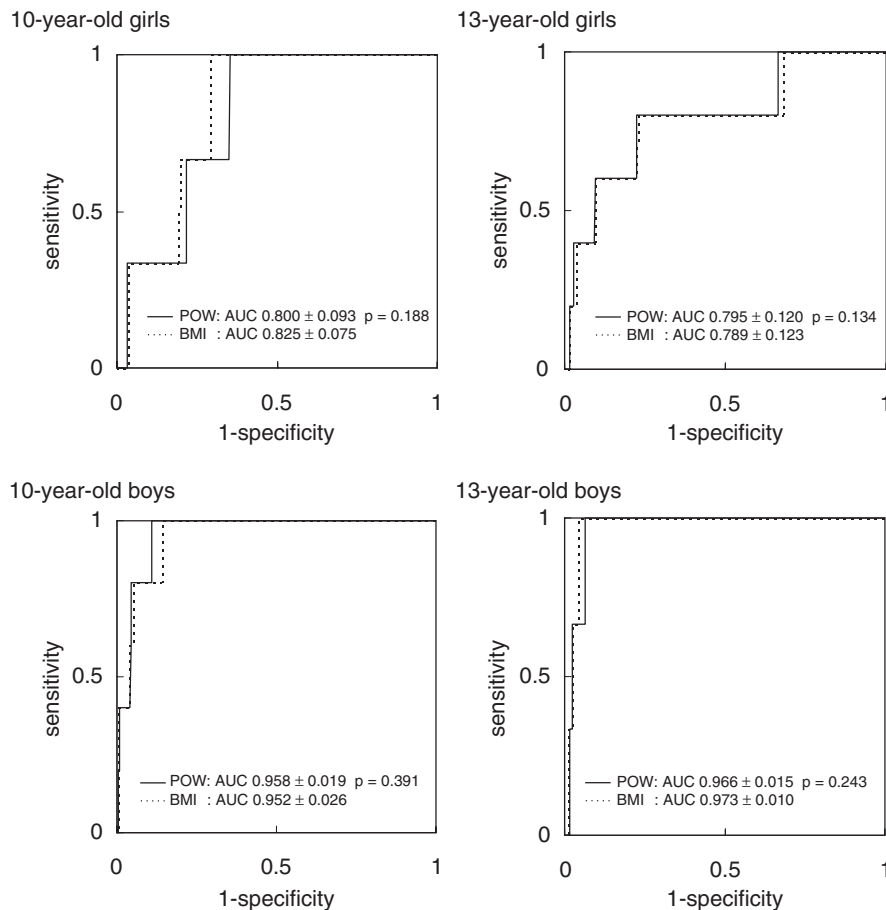 10-year-old girls
1
0.5
0
sensitivity
POW: AUC 0.800 ± 0.093 p = 0.188
BMI : AUC 0.825 ± 0.075
0 0.5 1
1-specificity
13-year-old girls
1
0.5
0
sensitivity
POW: AUC 0.795 ± 0.120 p = 0.134
BMI : AUC 0.789 ± 0.123
0 0.5 1
1-specificity
10-year-old boys
1
0.5
0
sensitivity
POW: AUC 0.958 ± 0.019 p = 0.391
BMI : AUC 0.952 ± 0.026
0 0.5 1
1-specificity
13-year-old boys
1
0.5
0
sensitivity
POW: AUC 0.966 ± 0.015 p = 0.243
BMI : AUC 0.973 ± 0.010
0 0.5 1
1-specificity